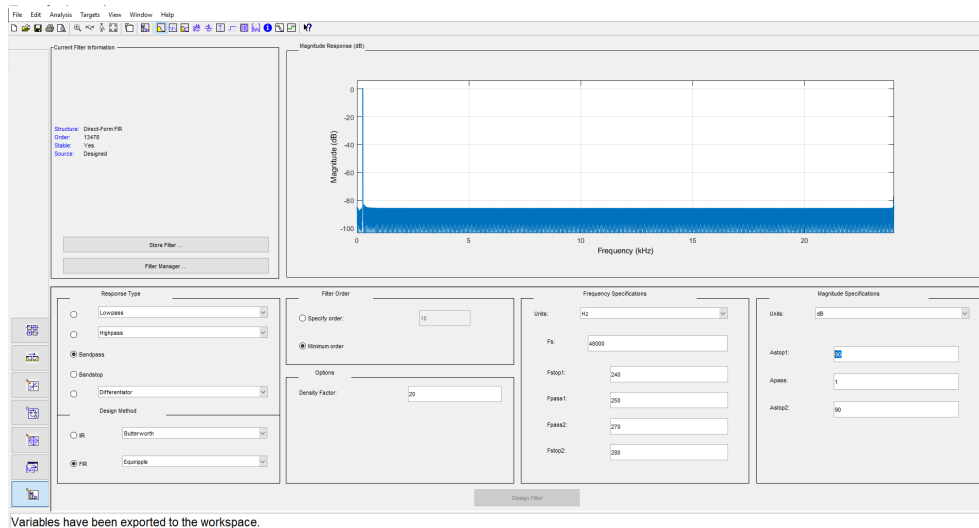 File Edit Analysis Targets View Window Help
Current Filter Information
Structure: Direct-Form FIR
Order: 13478
Stable: Yes
Source: Designed
Store Filter ...
Filter Manager ...
Magnitude Response (dB)
Magnitude (dB)
0
-20
-40
-60
-80
-100
0 5 10 15 20
Frequency (kHz)
Response Type
Lowpass
Highpass
Bandpass
Bandstop
Differentiator
Design Method
IIR Butterworth
FIR Equiripple
Filter Order
Specify order: 10
Minimum order
Options
Density Factor: 20
Frequency Specifications
Units: Hz
Fs: 48000
Fstop1: 240
Fpass1: 250
Fpass2: 270
Fstop2: 280
Magnitude Specifications
Units: dB
Astop1:
Apass: 1
Astop2: 90
Design Filter
Variables have been exported to the workspace.